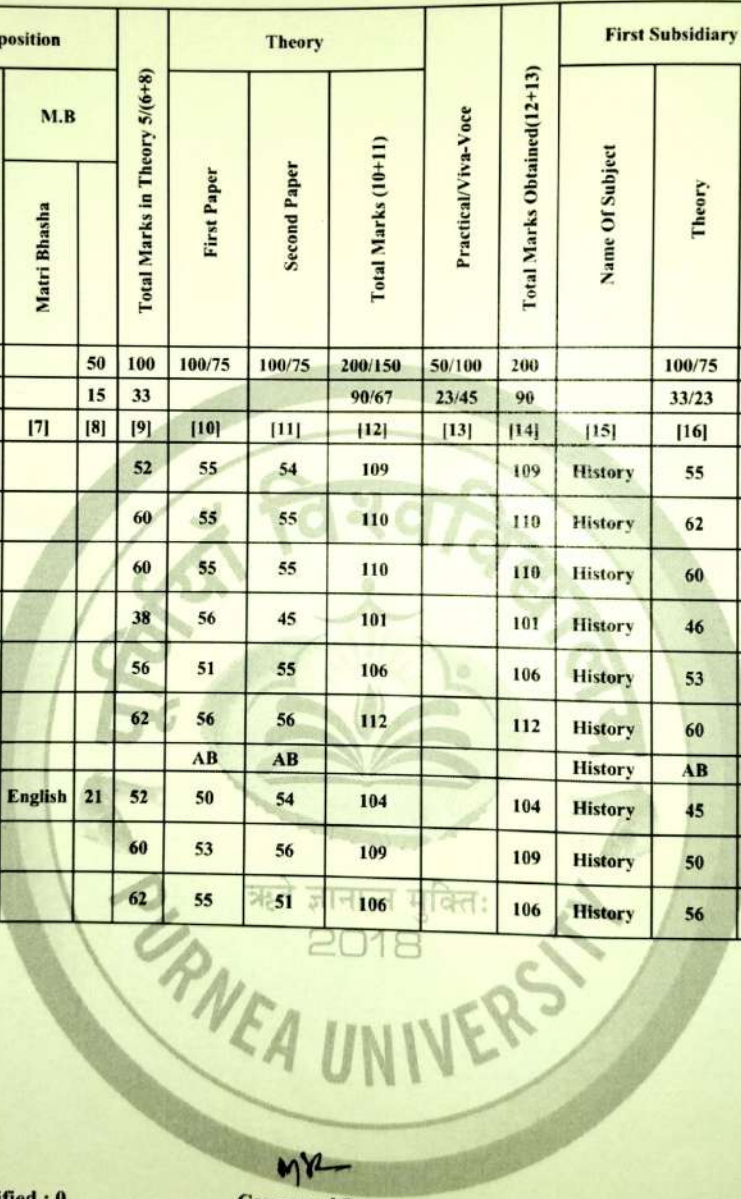 position | Theory | First Subsidiary
M.B
Matri Bhasha | Total Marks in Theory 5/(6+8) | First Paper | Second Paper | Total Marks (10+11) | Practical/Viva-Voce | Total Marks Obtained(12+13) | Name Of Subject | Theory
50 | 100 | 100/75 | 100/75 | 200/150 | 50/100 | 200 | 100/75
15 | 33 | 90/67 | 23/45 | 90 | 33/23
[7] | [8] | [9] | [10] | [11] | [12] | [13] | [14] | [15] | [16]
52 | 55 | 54 | 109 | 109 | History | 55
60 | 55 | 55 | 110 | 110 | History | 62
60 | 55 | 55 | 110 | 110 | History | 60
38 | 56 | 45 | 101 | 101 | History | 46
56 | 51 | 55 | 106 | 106 | History | 53
62 | 56 | 56 | 112 | 112 | History | 60
AB | AB | History | AB
English | 21 | 52 | 50 | 54 | 104 | 104 | History | 45
60 | 53 | 56 | 109 | 109 | History | 50
62 | 55 | 51 | 106 | 106 | History | 56
पूर्णियाँ विश्वविद्यालय
2018
PURNEA UNIVERSITY
ified : 0